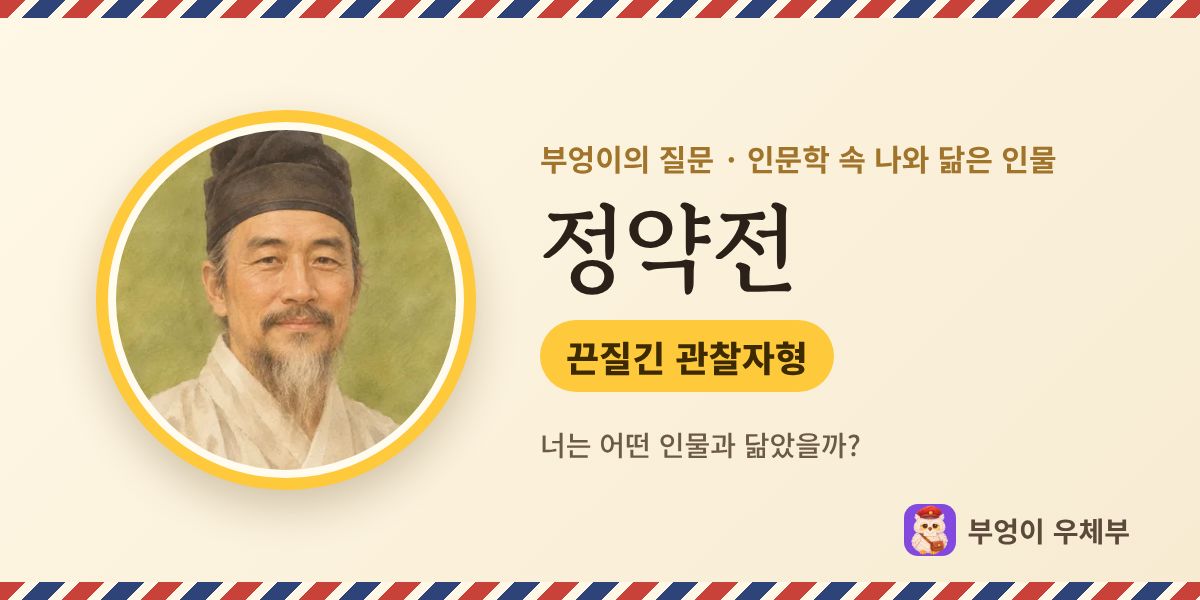 부엉이의 질문 · 인문학 속 나와 닮은 인물
정약전
끈질긴 관찰자형
너는 어떤 인물과 닮았을까?
부엉이 우체부